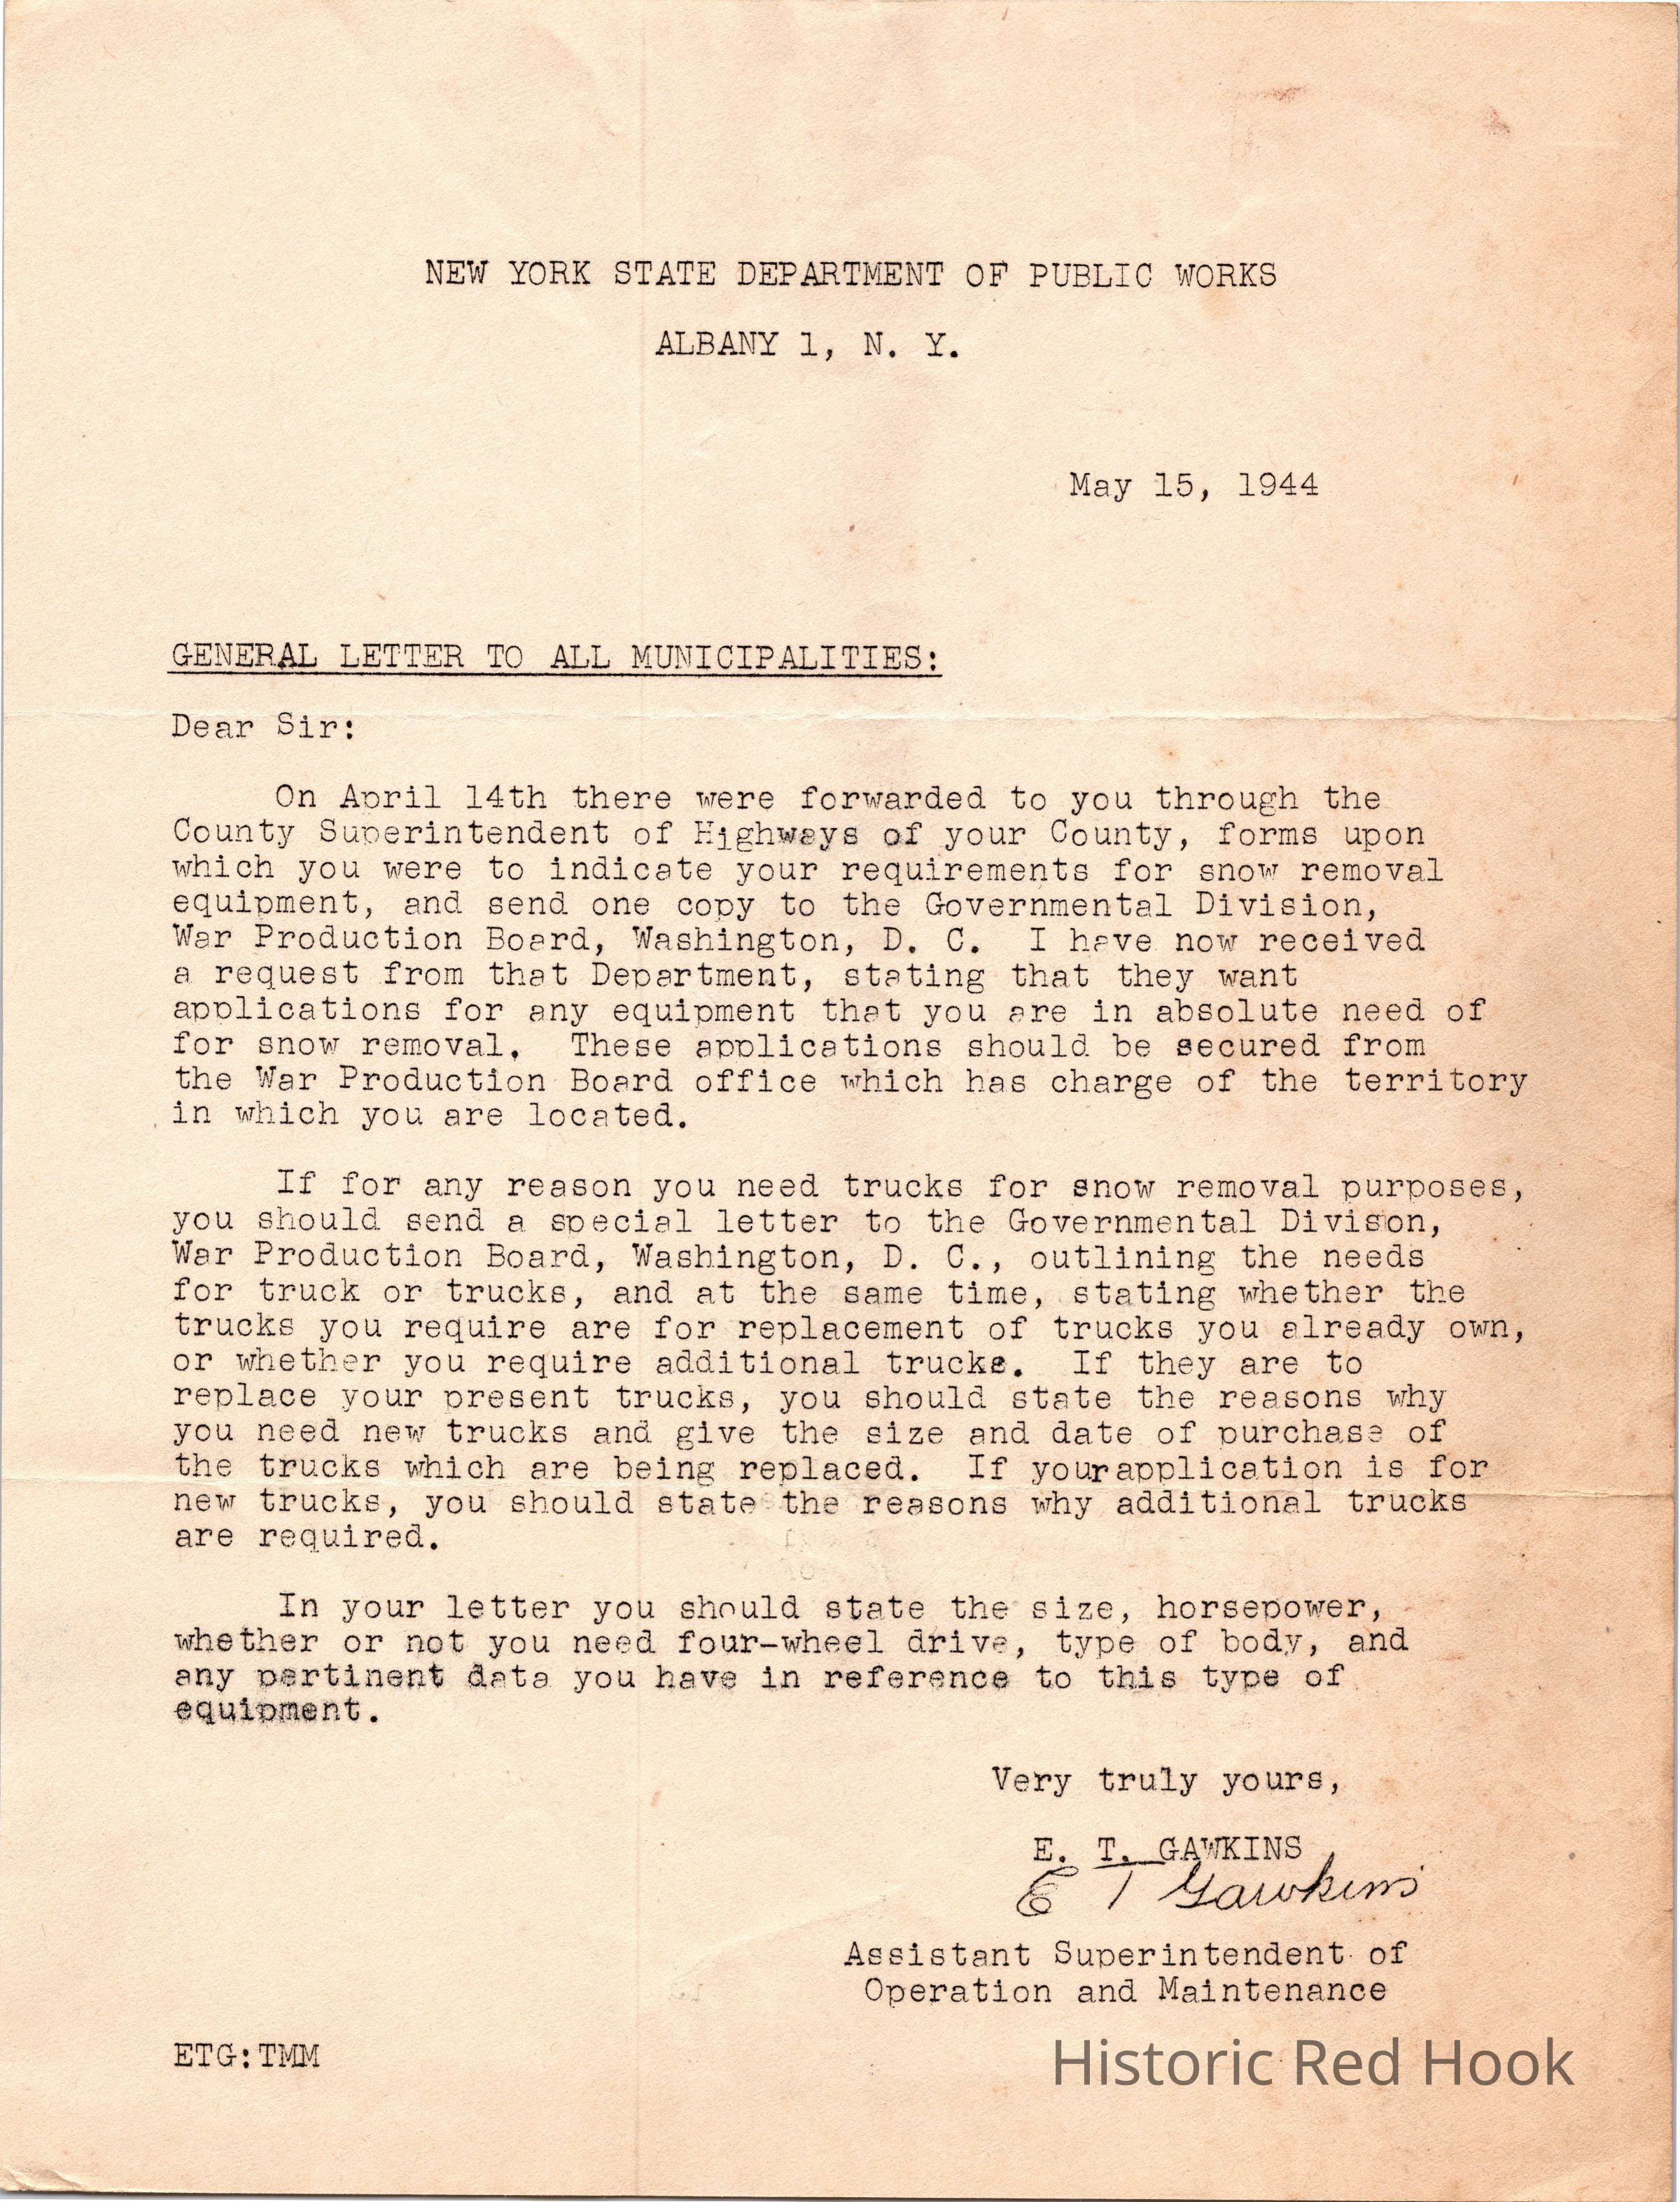 NEW YORK STATE DEPARTMENT OF PUBLIC WORKS
ALBANY 1, N. Y.
May 15, 1944
GENERAL LETTER TO ALL MUNICIPALITIES:
Dear Sir:
On April 14th there were forwarded to you through the
County Superintendent of Highways of your County, forms upon
which you were to indicate your requirements for snow removal
equipment, and send one copy to the Governmental Division,
War Production Board, Washington, D. C. I have now received
a request from that Department, stating that they want
applications for any equipment that you are in absolute need of
for snow removal. These applications should be secured from
the War Production Board office which has charge of the territory
in which you are located.
If for any reason you need trucks for snow removal purposes,
you should send a special letter to the Governmental Divison,
War Production Board, Washington, D. C., outlining the needs
for truck or trucks, and at the same time, stating whether the
trucks you require are for replacement of trucks you already own,
or whether you require additional trucks. If they are to
replace your present trucks, you should state the reasons why
you need new trucks and give the size and date of purchase of
the trucks which are being replaced. If yourapplication is for
new trucks, you should state the reasons why additional trucks
are required.
In your letter you should state the size, horsepower,
whether or not you need four-wheel drive, type of body, and
any pertinent data you have in reference to this type of
equipment.
Very truly yours,
E. T. GAWKINS
E T Gawkins
Assistant Superintendent of
Operation and Maintenance
ETG:TMM
Historic Red Hook